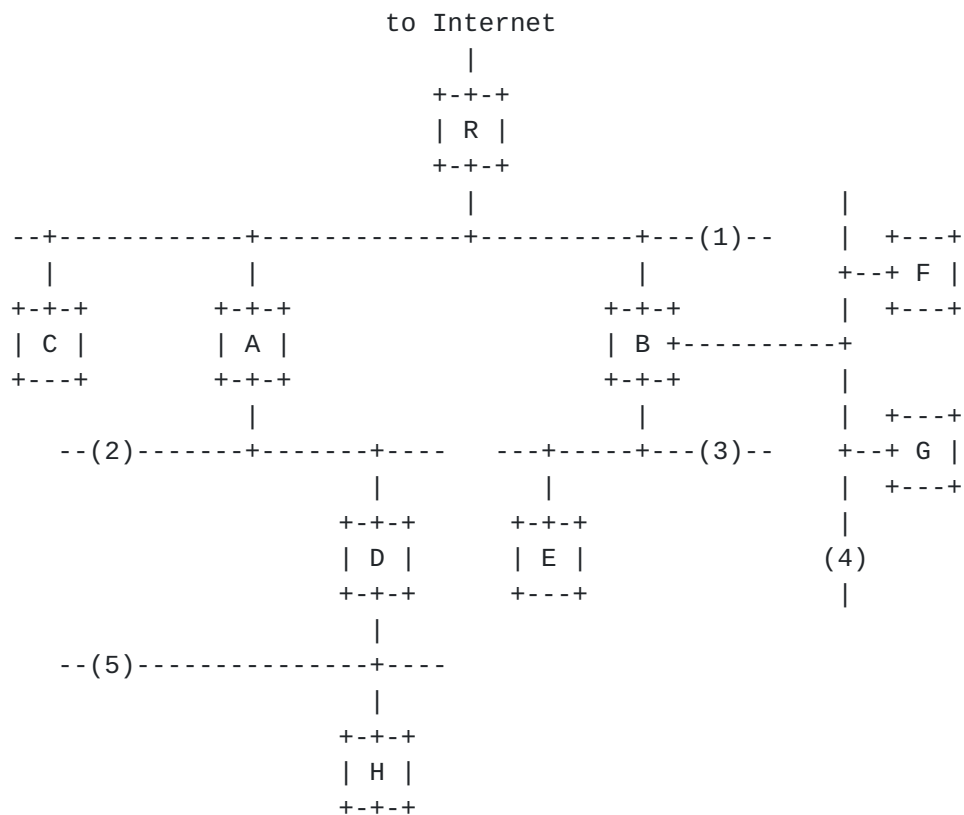 to Internet
|
+-+-+
| R |
+-+-+
|                       |
--+------------+-------------+----------+---(1)--    |  +---+
|            |                        |            +--+ F |
+-+-+        +-+-+                    +-+-+          |  +---+
| C |        | A |                    | B +----------+
+---+        +-+-+                    +-+-+          |
|                        |            |  +---+
--(2)-------+-------+----   ---+-----+---(3)--    +--+ G |
|          |                  |  +---+
+-+-+      +-+-+                |
| D |      | E |               (4)
+-+-+      +---+                |
|
--(5)---------------+----
|
+-+-+
| H |
+-+-+